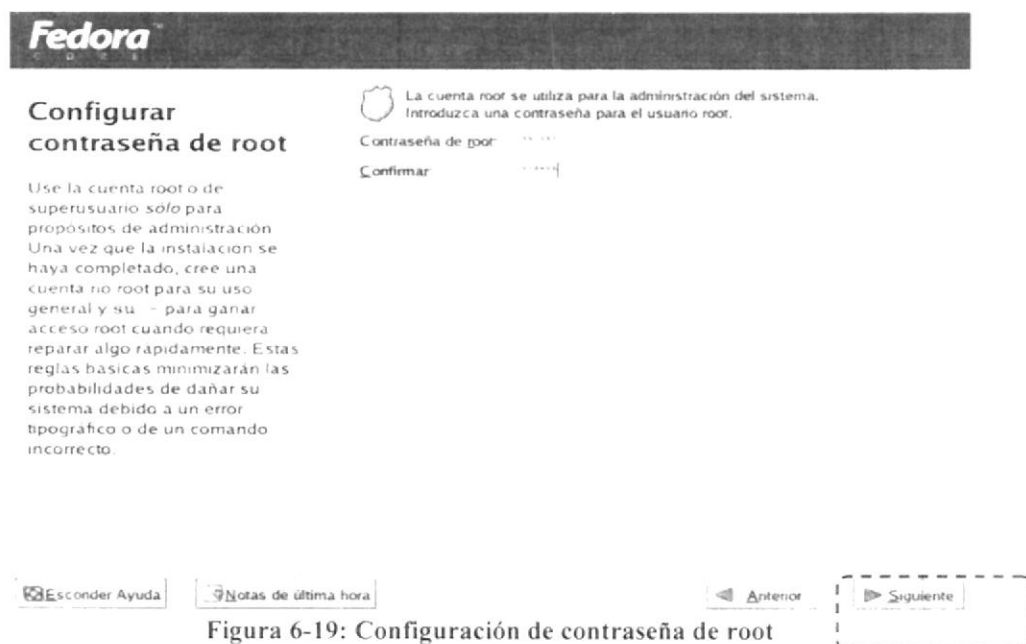 Fedora
CORE
Configurar
contraseña de root
Use la cuenta root o de
superusuario sólo para
propósitos de administración
Una vez que la instalación se
haya completado, cree una
cuenta no root para su uso
general y su - para ganar
acceso root cuando requiera
reparar algo rápidamente. Estas
reglas básicas minimizarán las
probabilidades de dañar su
sistema debido a un error
tipográfico o de un comando
incorrecto.
La cuenta root se utiliza para la administración del sistema.
Introduzca una contraseña para el usuario root.
Contraseña de root:
Confirmar
Esconder Ayuda
Notas de última hora
Anterior
Siguiente
Figura 6-19: Configuración de contraseña de root